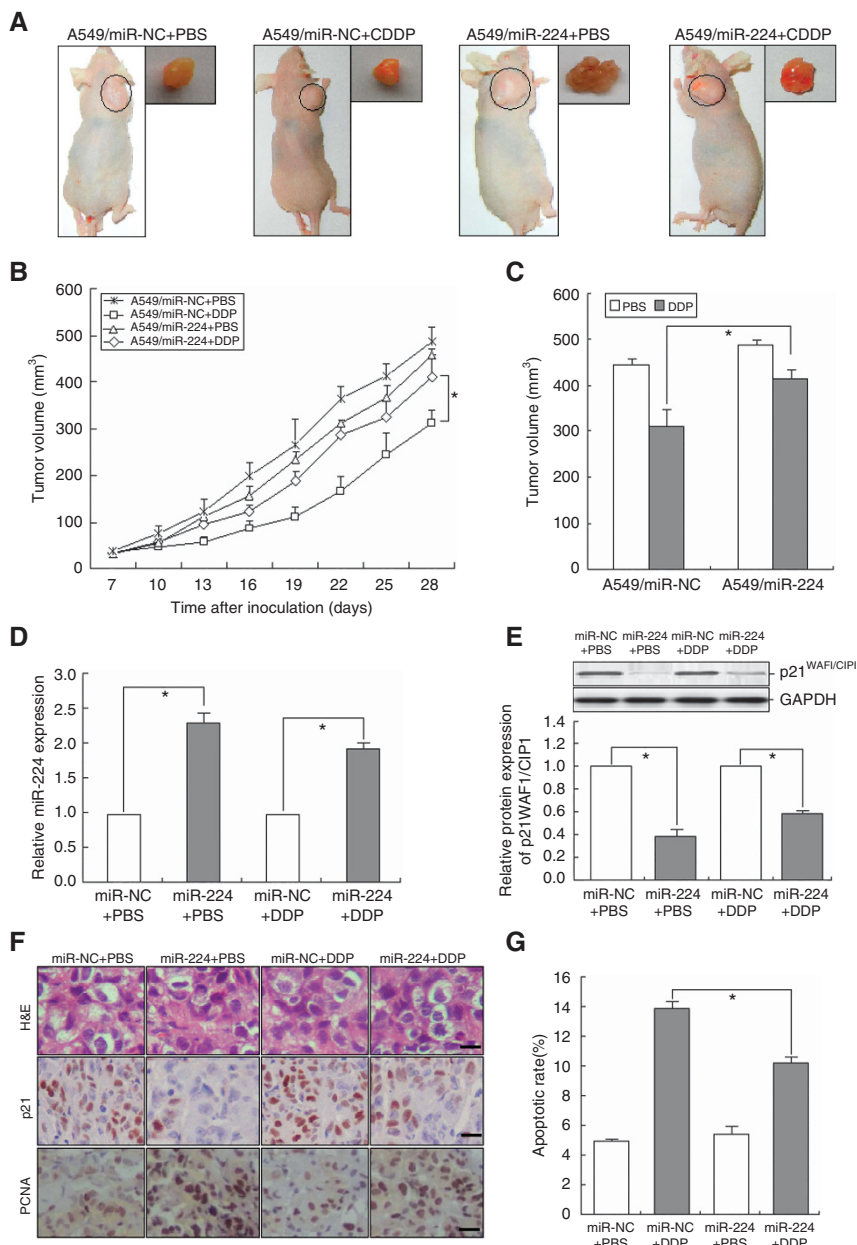 A
A549/miR-NC+PBS A549/miR-NC+CDDP A549/miR-224+PBS A549/miR-224+CDDP
B
Tumor volume (mm³)
600
500
400
300
200
100
0
A549/miR-NC+PBS
A549/miR-NC+DDP
A549/miR-224+PBS
A549/miR-224+DDP
*
7 10 13 16 19 22 25 28
Time after inoculation (days)
C
Tumor volume (mm³)
600
500
400
300
200
100
0
PBS DDP
*
A549/miR-NC A549/miR-224
D
Relative miR-224 expression
3.0
2.5
2.0
1.5
1.0
0.5
0.0
*
*
miR-NC +PBS miR-224 +PBS miR-NC +DDP miR-224 +DDP
E
miR-NC +PBS miR-224 +PBS miR-NC +DDP miR-224 +DDP
p21WAFI/CIPI
GAPDH
Relative protein expression
of p21WAF1/CIP1
1.4
1.2
1.0
0.8
0.6
0.4
0.2
0
*
*
miR-NC +PBS miR-224 +PBS miR-NC +DDP miR-224 +DDP
F
miR-NC+PBS miR-224+PBS miR-NC+DDP miR-224+DDP
H&E
p21
PCNA
G
Apoptotic rate(%)
16
14
12
10
8
6
4
2
0
*
miR-NC +PBS miR-NC +DDP miR-224 +PBS miR-224 +DDP